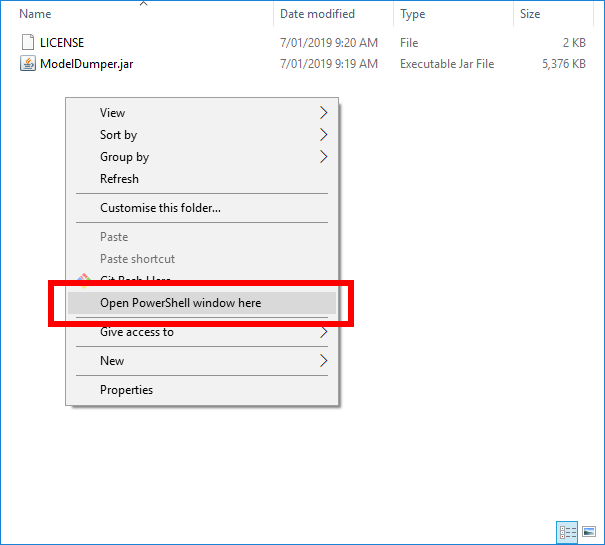 Name Date modified Type Size
LICENSE 7/01/2019 9:20 AM File 2 KB
ModelDumper.jar 7/01/2019 9:19 AM Executable Jar File 5,376 KB
View
Sort by
Group by
Refresh
Customise this folder...
Paste
Paste shortcut
Git Bash Here
Open PowerShell window here
Give access to
New
Properties